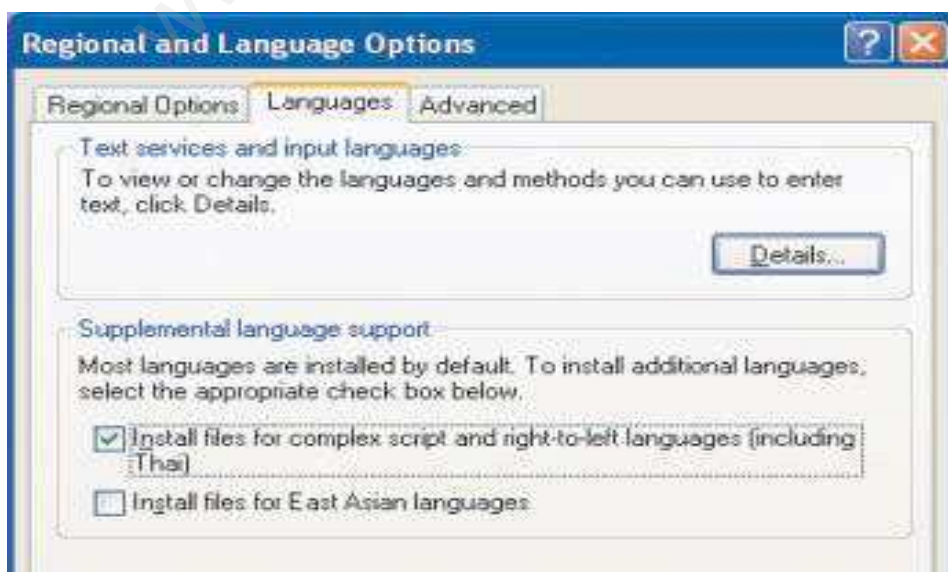 Regional and Language Options
Regional Options Languages Advanced
Text services and input languages
To view or change the languages and methods you can use to enter
text, click Details.
Details...
Supplemental language support
Most languages are installed by default. To install additional languages,
select the appropriate check box below.
Install files for complex script and right-to-left languages (including
Thai)
Install files for East Asian languages